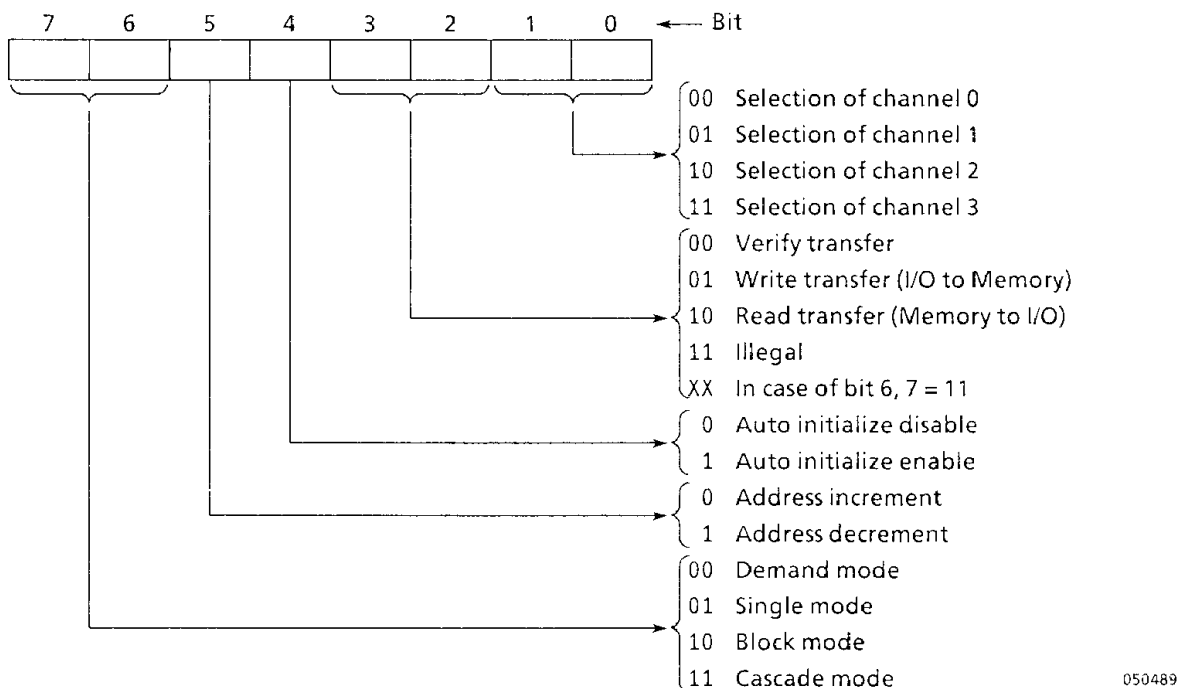 7 6 5 4 3 2 1 0 Bit
00 Selection of channel 0
01 Selection of channel 1
10 Selection of channel 2
11 Selection of channel 3
00 Verify transfer
01 Write transfer (I/O to Memory)
10 Read transfer (Memory to I/O)
11 Illegal
XX In case of bit 6, 7 = 11
0 Auto initialize disable
1 Auto initialize enable
0 Address increment
1 Address decrement
00 Demand mode
01 Single mode
10 Block mode
11 Cascade mode
050489